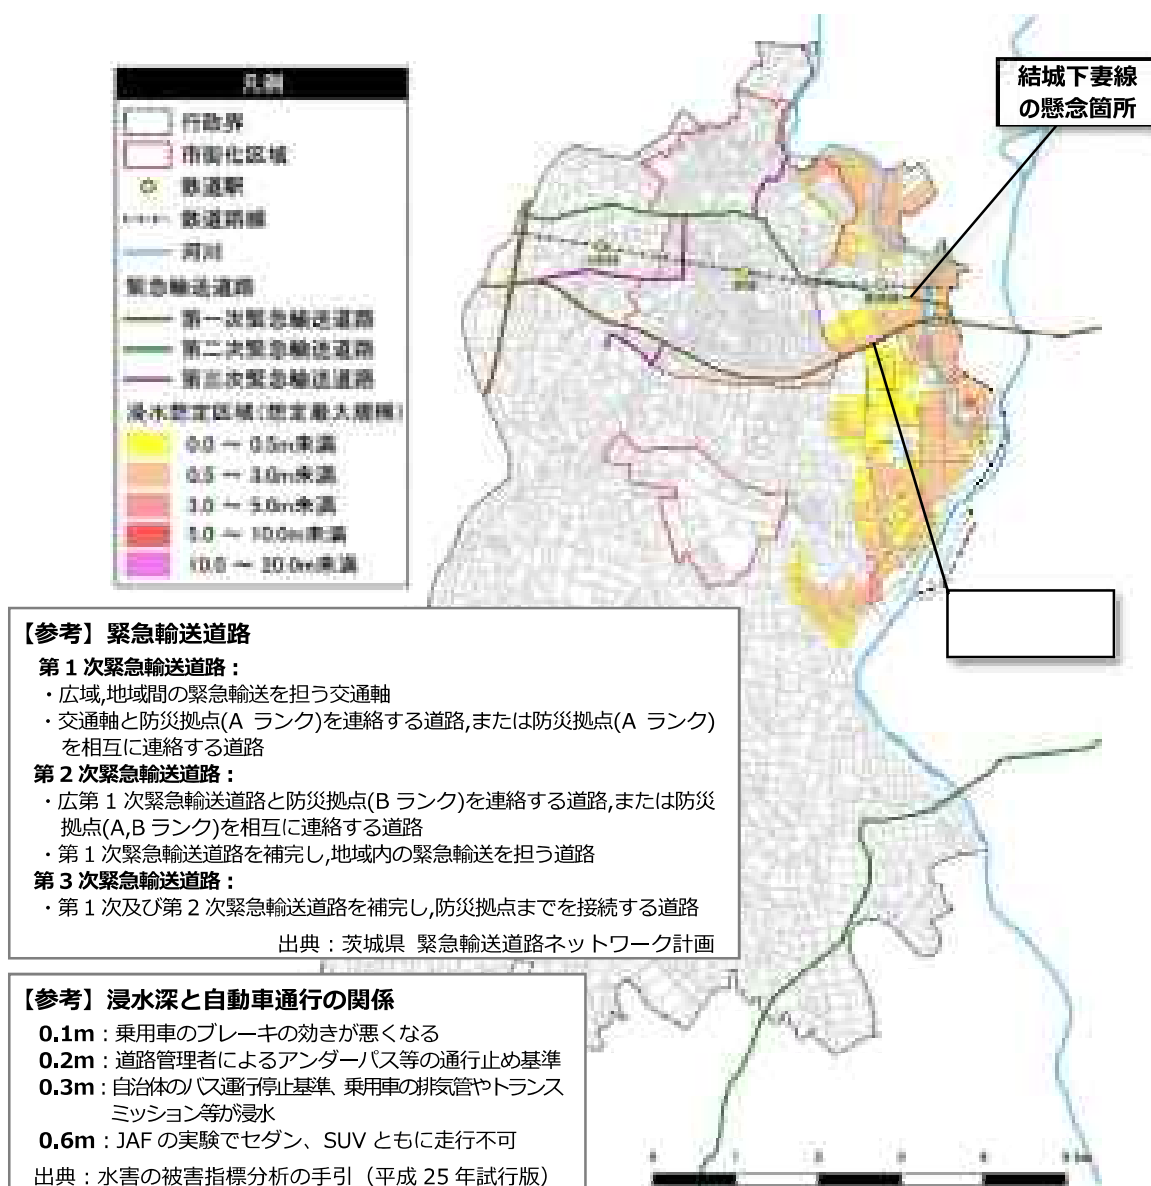 結城下妻線
の懸念箇所
凡例
行政界
市街化区域
鉄道駅
鉄道路線
河川
緊急輸送道路
第一次緊急輸送道路
第二次緊急輸送道路
第三次緊急輸送道路
浸水想定区域(想定最大規模)
0.0 ～ 0.5m未満
0.5 ～ 3.0m未満
3.0 ～ 5.0m未満
5.0 ～ 10.0m未満
10.0 ～ 20.0m未満
【参考】緊急輸送道路
第1次緊急輸送道路：
・広域,地域間の緊急輸送を担う交通軸
・交通軸と防災拠点(A ランク)を連絡する道路,または防災拠点(A ランク)
を相互に連絡する道路
第2次緊急輸送道路：
・広第1次緊急輸送道路と防災拠点(B ランク)を連絡する道路,または防災
拠点(A,B ランク)を相互に連絡する道路
・第1次緊急輸送道路を補完し,地域内の緊急輸送を担う道路
第3次緊急輸送道路：
・第1次及び第2次緊急輸送道路を補完し,防災拠点までを接続する道路
出典：茨城県 緊急輸送道路ネットワーク計画
【参考】浸水深と自動車通行の関係
0.1m：乗用車のブレーキの効きが悪くなる
0.2m：道路管理者によるアンダーパス等の通行止め基準
0.3m：自治体のバス運行停止基準、乗用車の排気管やトランス
ミッション等が浸水
0.6m：JAF の実験でセダン、SUV ともに走行不可
出典：水害の被害指標分析の手引（平成 25 年試行版）